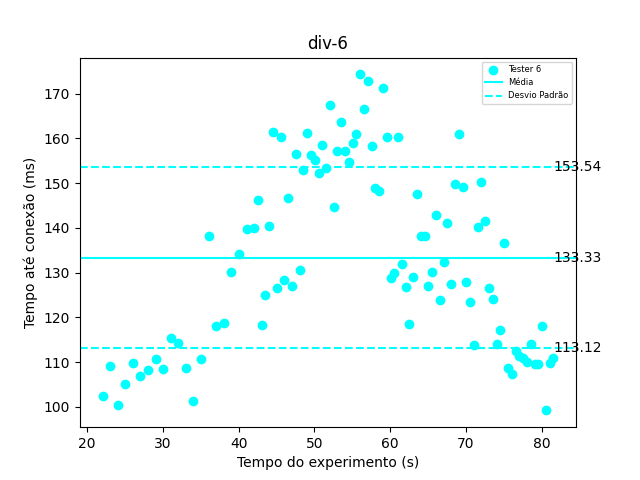 div-6
Tester 6
Média
Desvio Padrão
170
160
150
140
130
120
110
100
153.54
133.33
113.12
Tempo até conexão (ms)
20 30 40 50 60 70 80
Tempo do experimento (s)